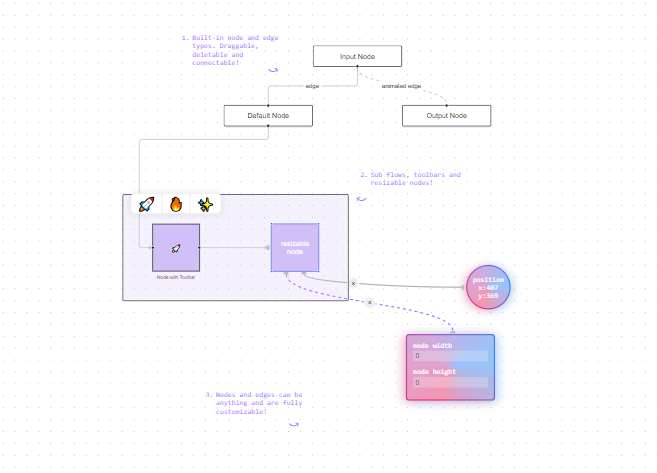 1. Built-in node and edge
types. Draggable,
deletable and
connectable!
Input Node
edge
animated edge
Default Node
Output Node
2. Sub flows, toolbars and
resizable nodes!
resizable
node
Node with Toolbar
x
x
position
x:407
y:369
node width
0
node height
0
3. Nodes and edges can be
anything and are fully
customizable!